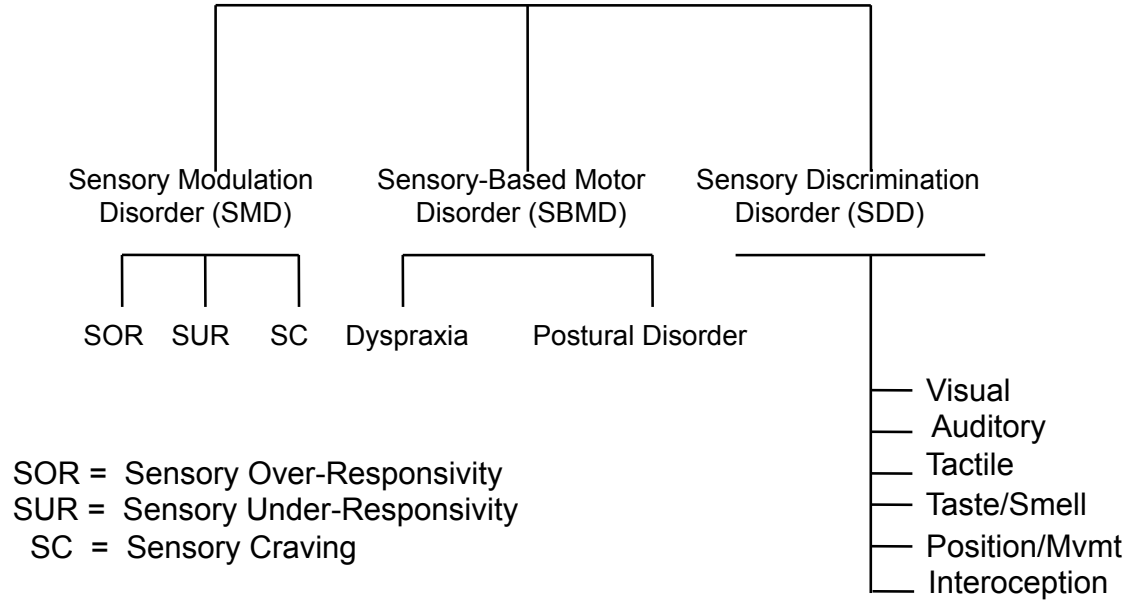 Sensory Modulation
Disorder (SMD)
Sensory-Based Motor
Disorder (SBMD)
Sensory Discrimination
Disorder (SDD)
SOR
SUR
SC
Dyspraxia
Postural Disorder
Visual
Auditory
Tactile
Taste/Smell
Position/Mvmt
Interoception
SOR = Sensory Over-Responsivity
SUR = Sensory Under-Responsivity
SC = Sensory Craving